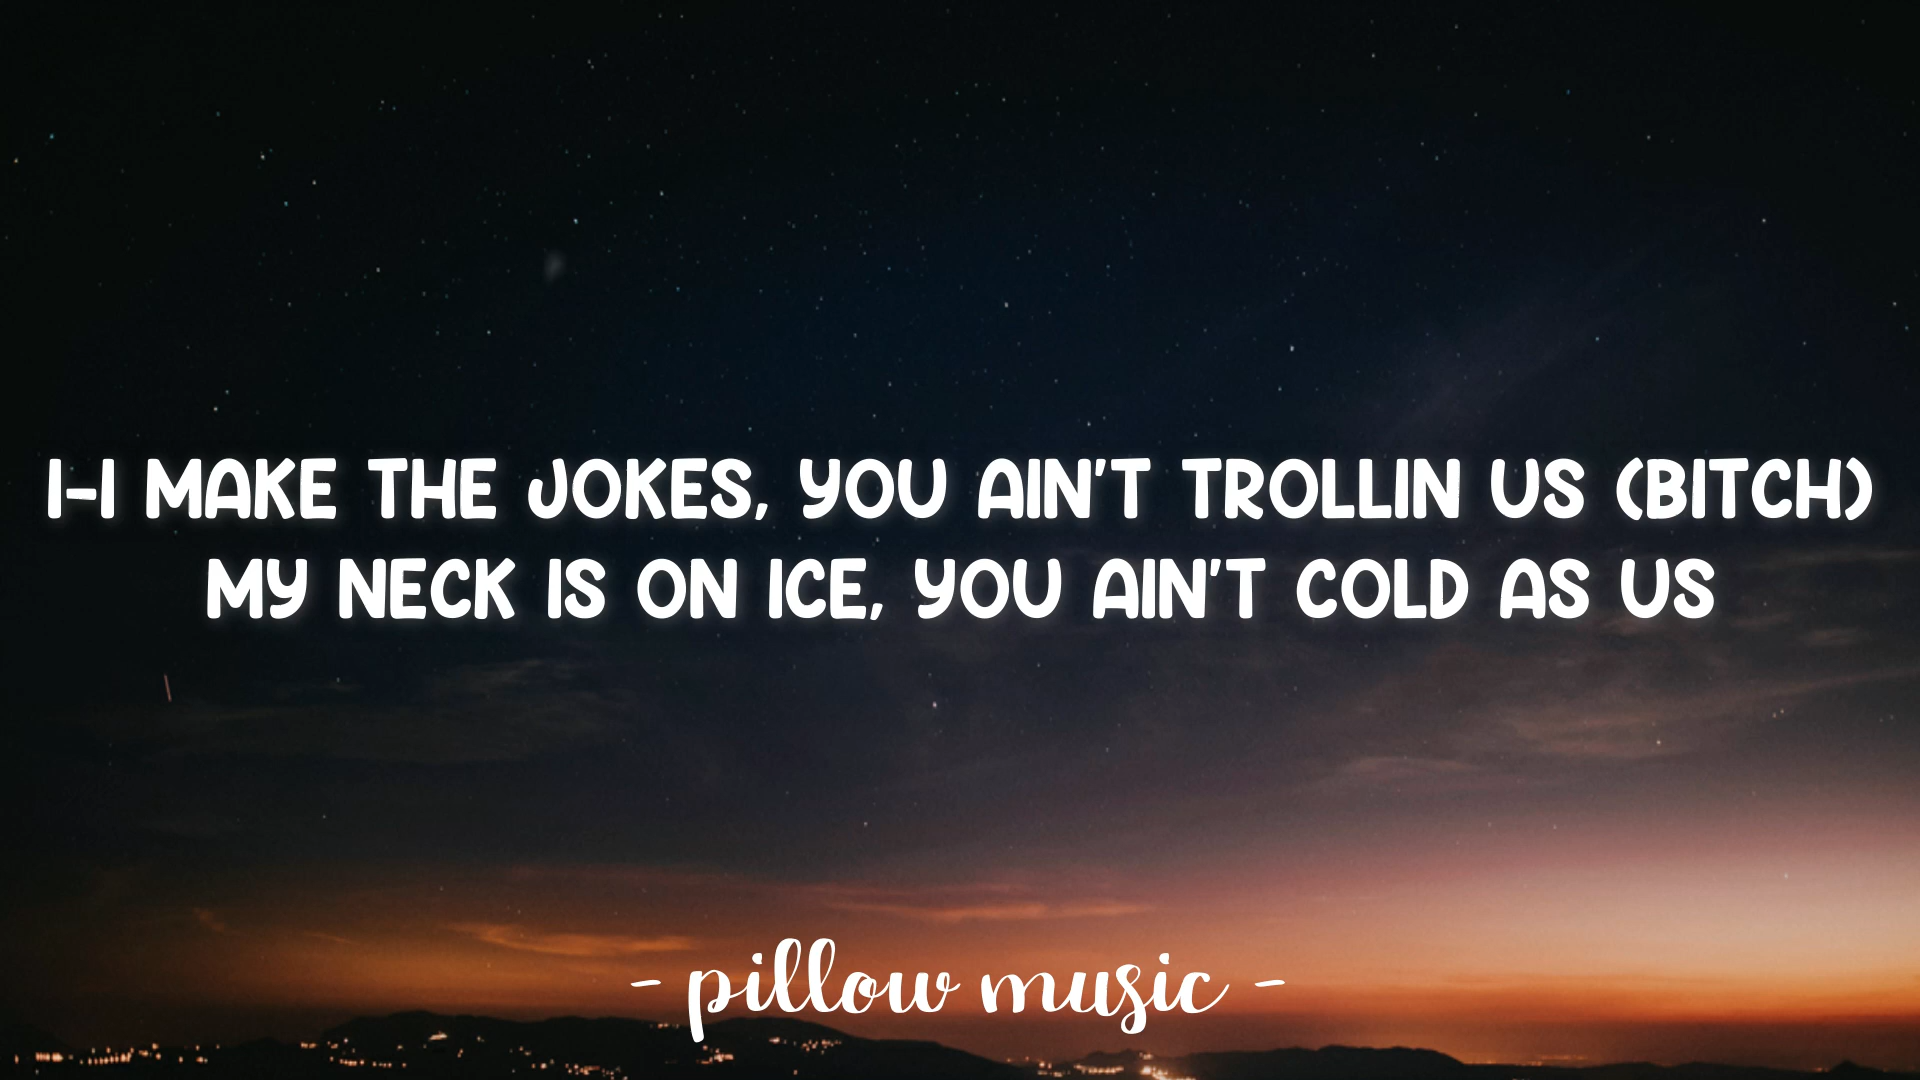 I-I MAKE THE JOKES, YOU AIN'T TROLLIN US (BITCH)
MY NECK IS ON ICE, YOU AIN'T COLD AS US
- pillow music -